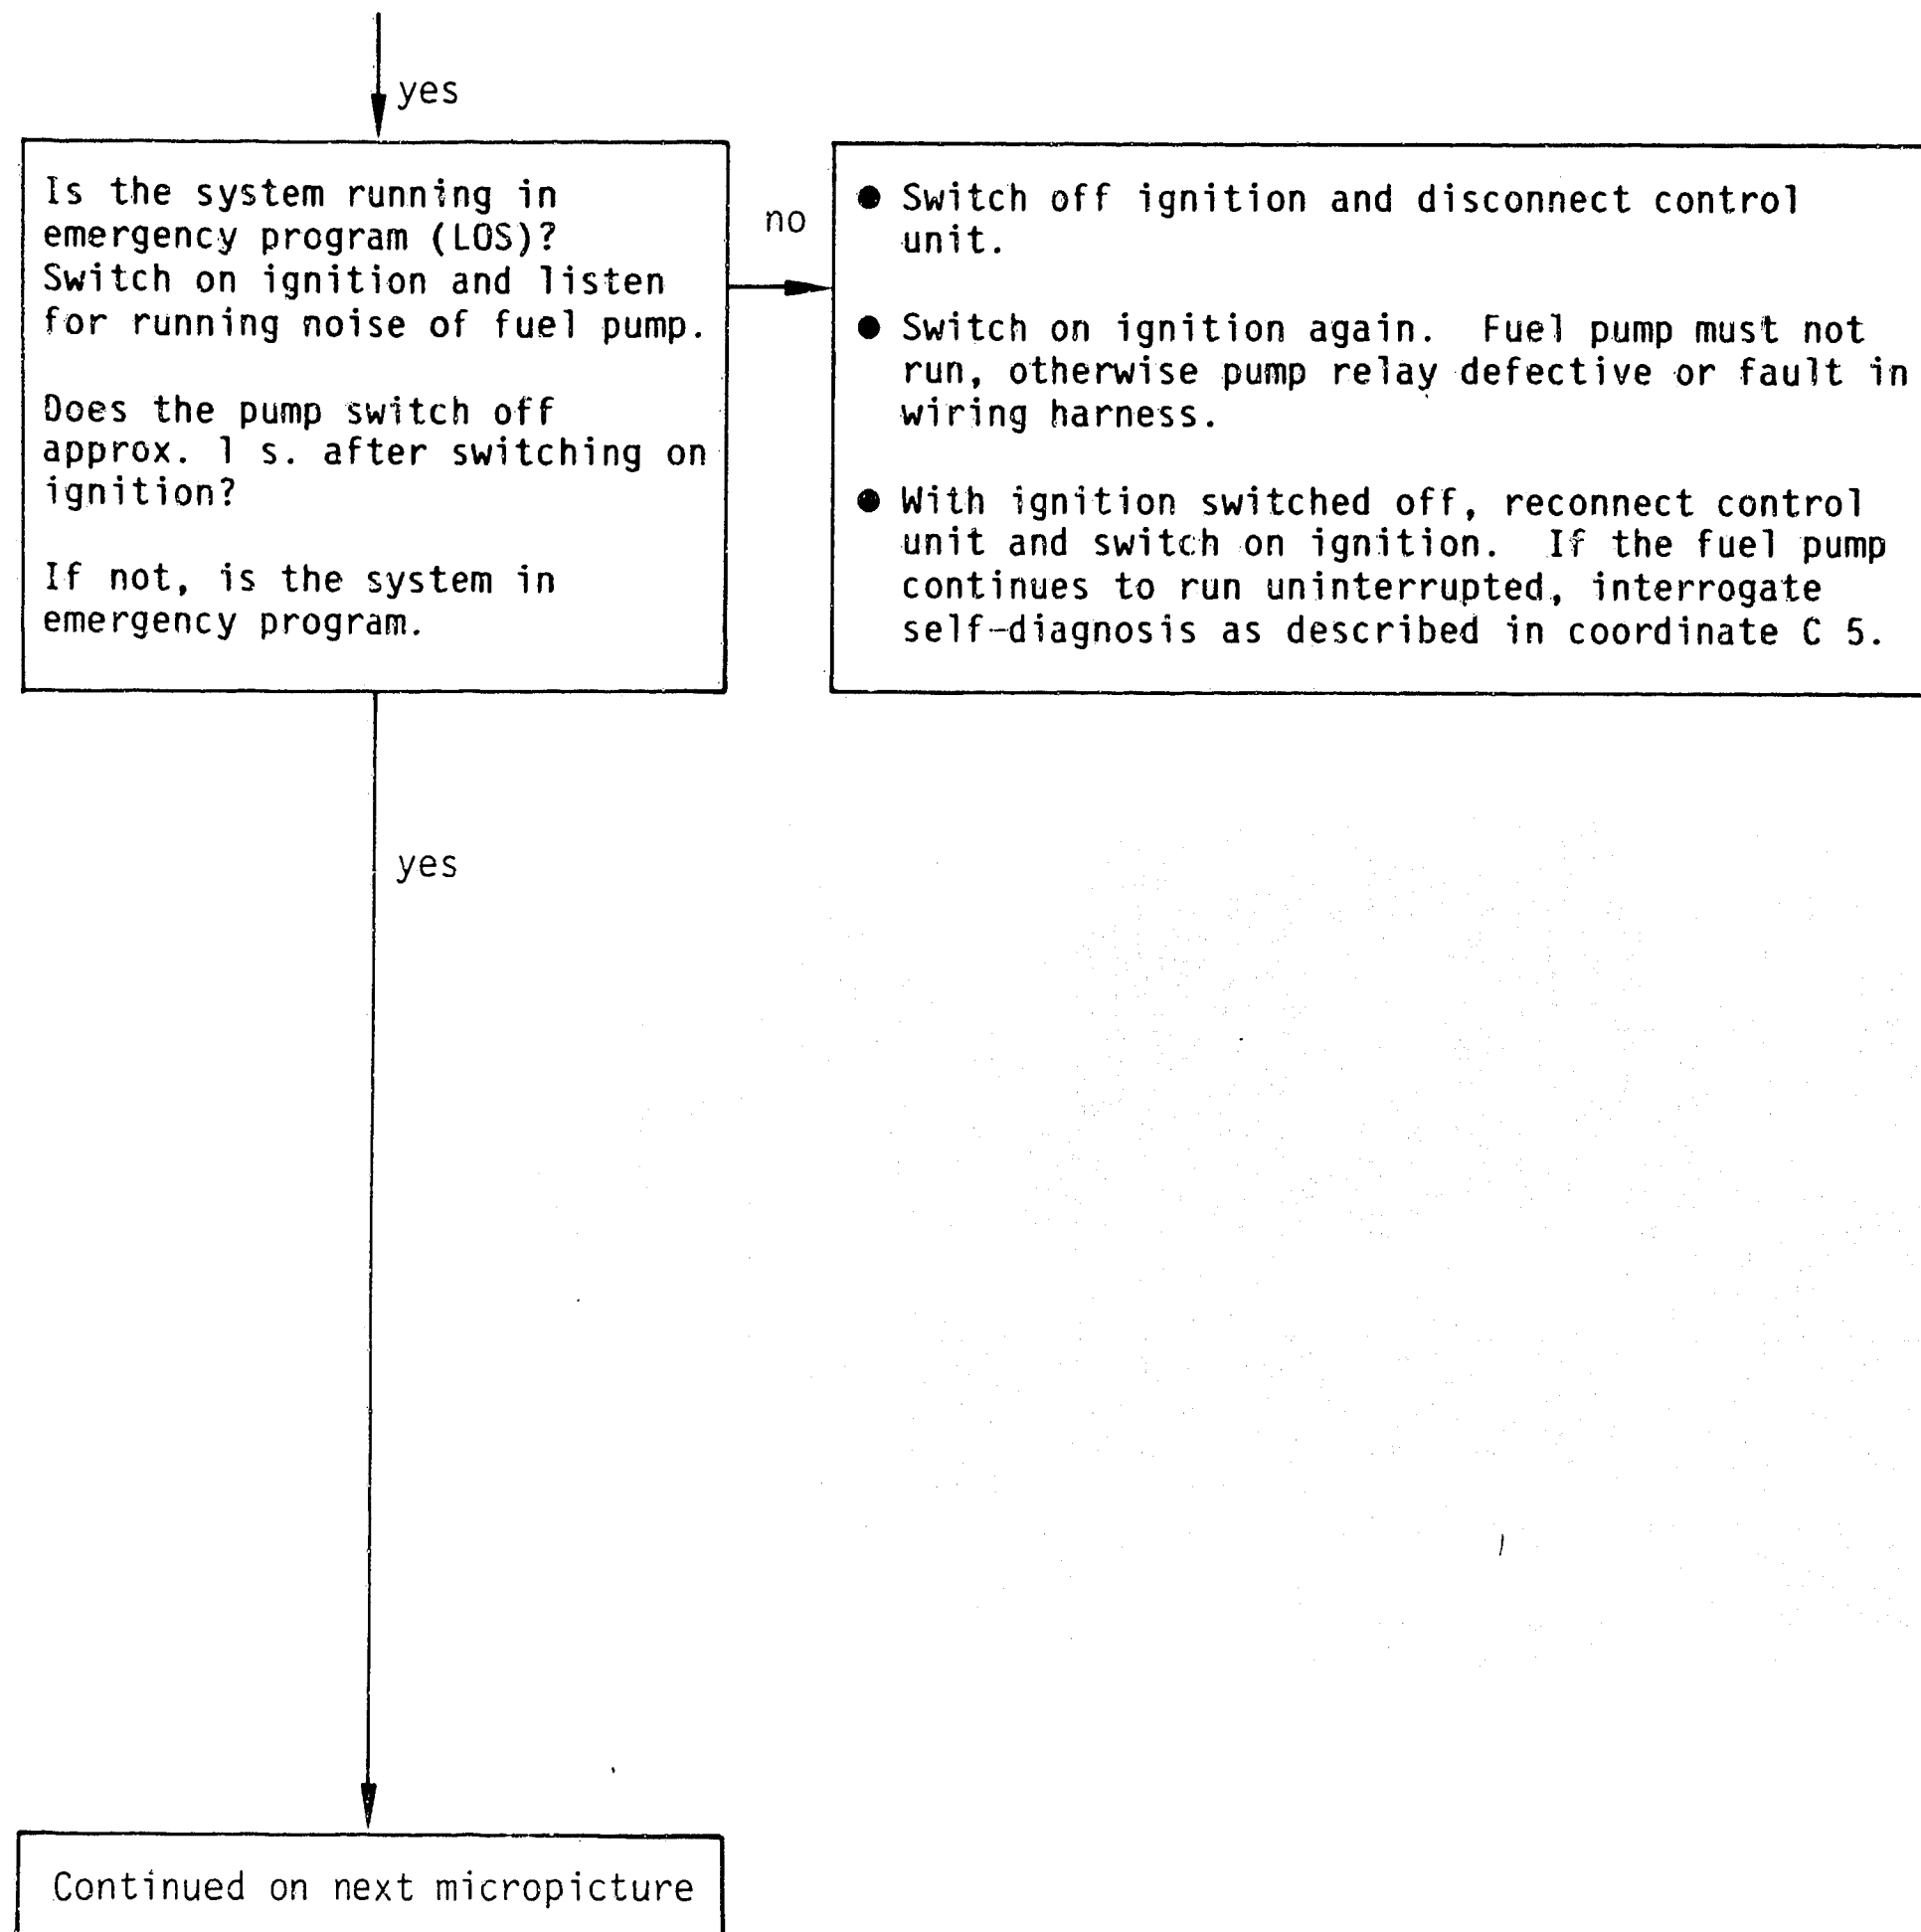 yes
Is the system running in
emergency program (LOS)?
Switch on ignition and listen
for running noise of fuel pump.
Does the pump switch off
approx. 1 s. after switching on
ignition?
If not, is the system in
emergency program.
no
● Switch off ignition and disconnect control
unit.
● Switch on ignition again. Fuel pump must not
run, otherwise pump relay defective or fault in
wiring harness.
● With ignition switched off, reconnect control
unit and switch on ignition. If the fuel pump
continues to run uninterrupted, interrogate
self-diagnosis as described in coordinate C 5.
yes
Continued on next micropicture